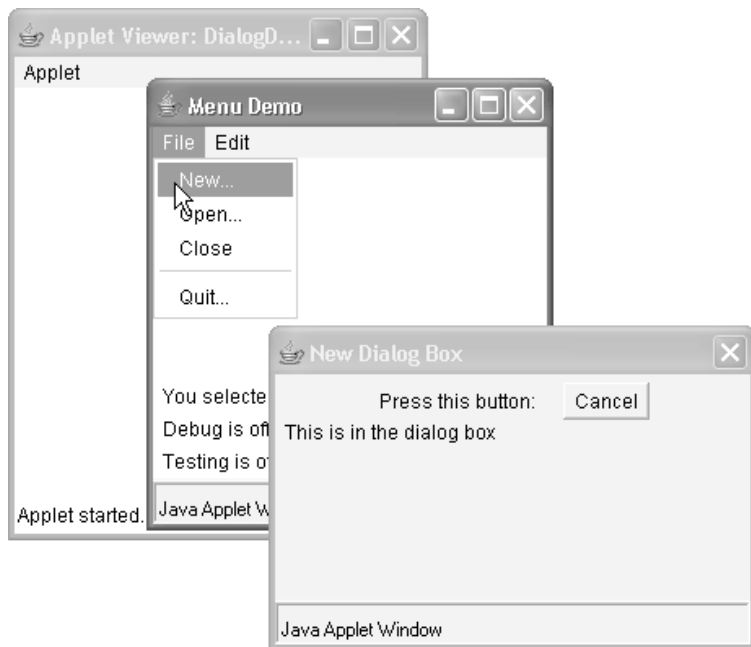 Applet Viewer: DialogD...
Applet
Menu Demo
File Edit
New...
Open...
Close
Quit...
New Dialog Box
Press this button: Cancel
This is in the dialog box
You selecte
Debug is off
Testing is of
Applet started.
Java Applet W
Java Applet Window